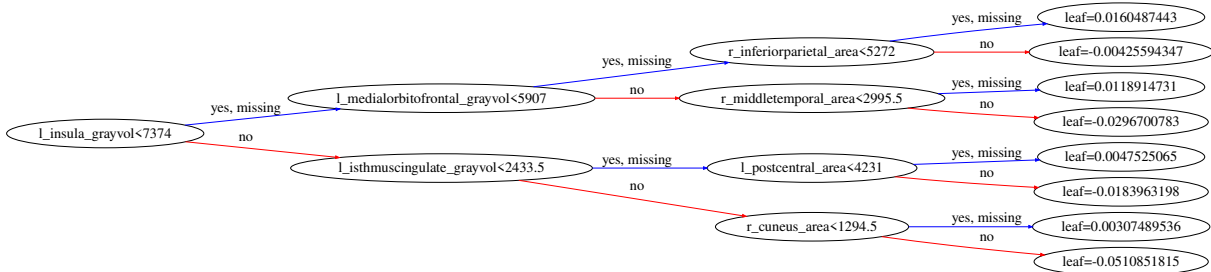 yes, missing
leaf=0.0160487443
r_inferiorparietal_area<5272
no
leaf=-0.00425594347
yes, missing
l_medialorbitofrontal_grayvol<5907
no
r_middletemporal_area<2995.5
yes, missing
leaf=0.0118914731
no
leaf=-0.0296700783
yes, missing
l_insula_grayvol<7374
no
l_isthmuscingulate_grayvol<2433.5
yes, missing
l_postcentral_area<4231
yes, missing
leaf=0.0047525065
no
leaf=-0.0183963198
no
r_cuneus_area<1294.5
yes, missing
leaf=0.00307489536
no
leaf=-0.0510851815